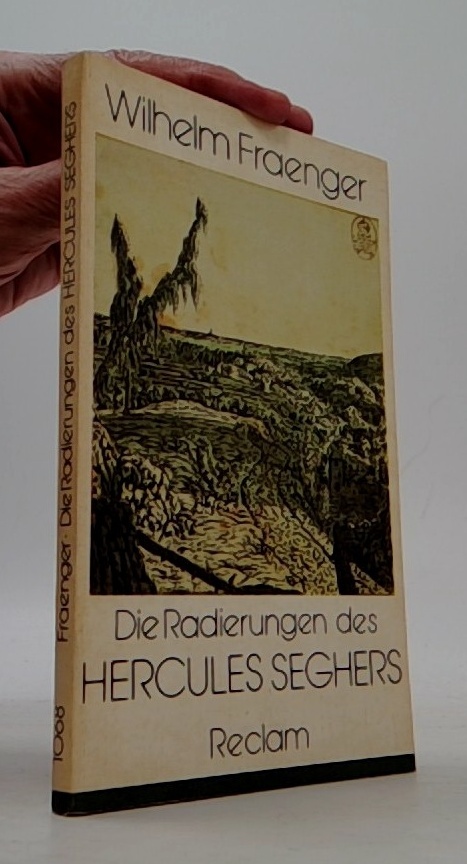 Wilhelm Fraenger
Die Radierungen des
HERCULES SEGHERS
Reclam
Fraenger · Die Radierungen des HERCULES SEGHERS
1068